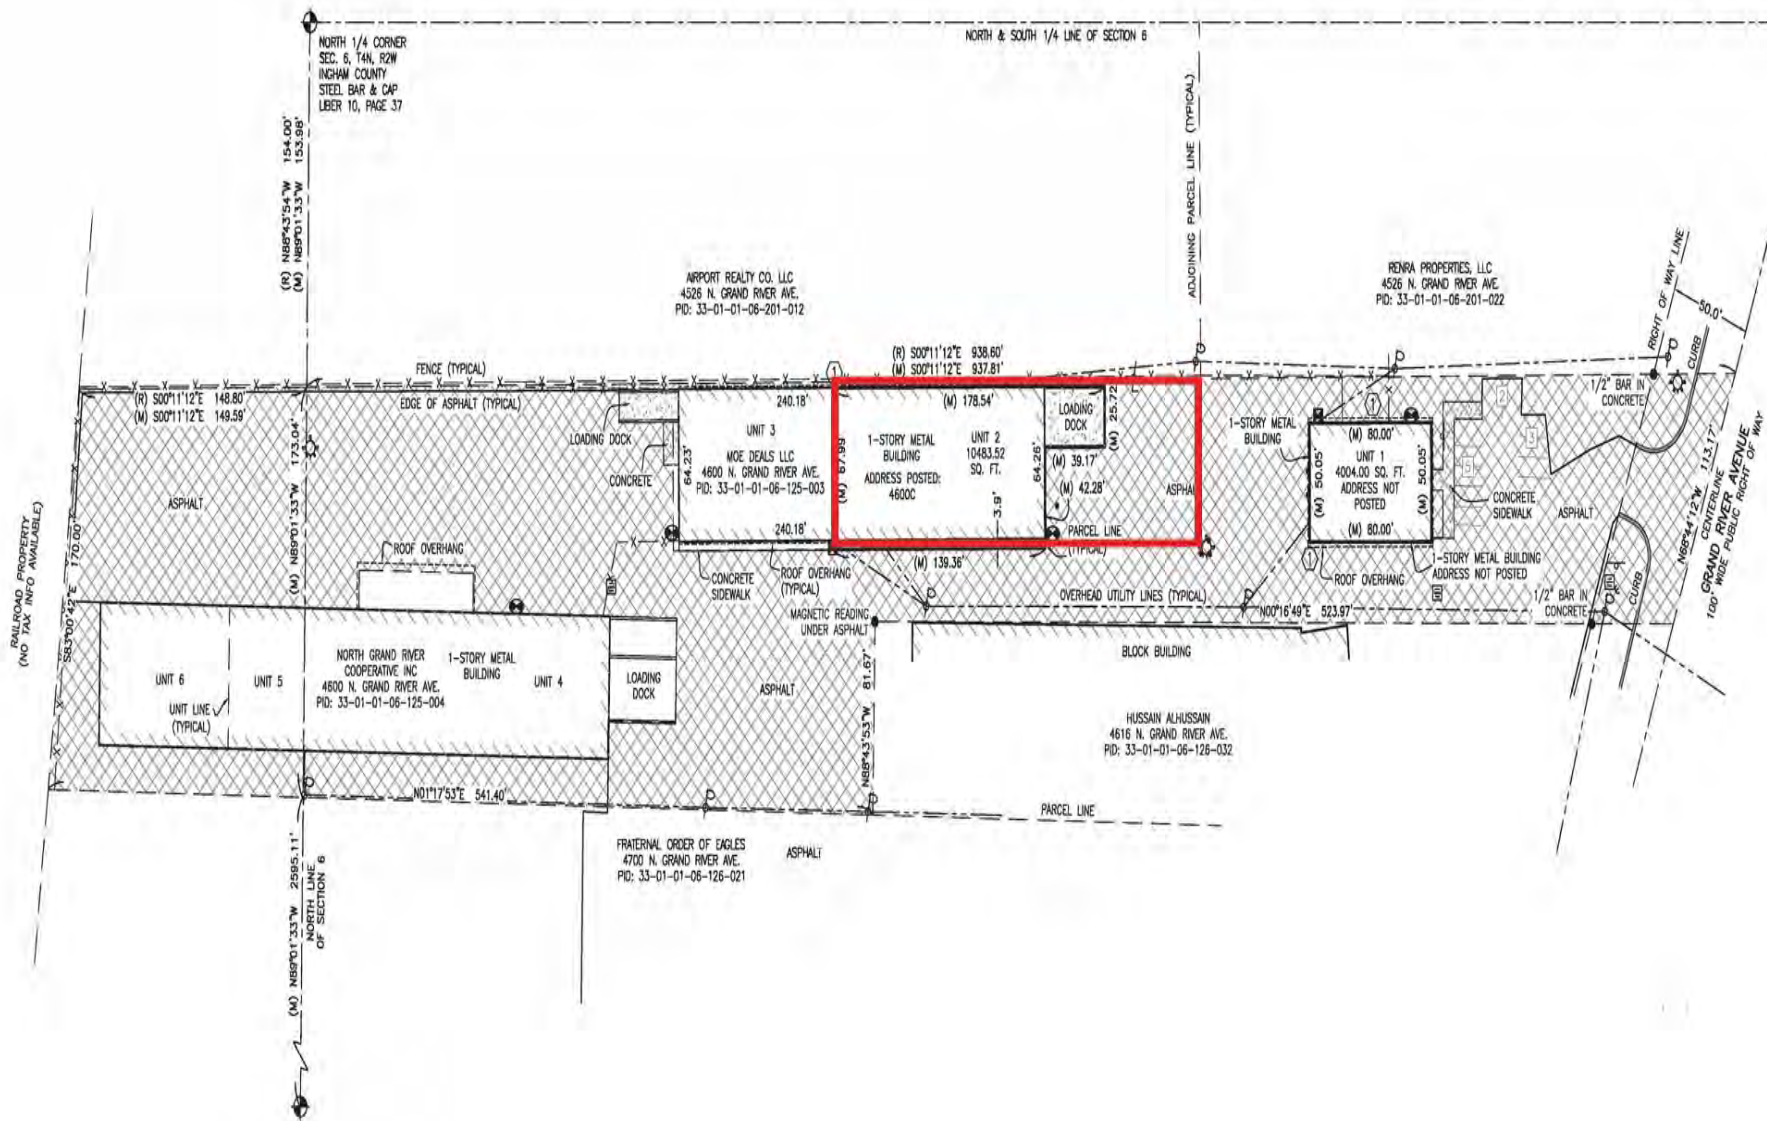 NORTH 1/4 CORNER
SEC. 6, T4N, R2W
INGHAM COUNTY
STEEL BAR & CAP
LIBER 10, PAGE 37
NORTH & SOUTH 1/4 LINE OF SECTION 6
(R) N88°43'54"W 154.00'
(M) N89°01'33"W 153.98'
ADJOINING PARCEL LINE (TYPICAL)
AIRPORT REALTY CO. LLC
4526 N. GRAND RIVER AVE.
PID: 33-01-01-06-201-012
RENRA PROPERTIES, LLC
4526 N. GRAND RIVER AVE.
PID: 33-01-01-06-201-022
RIGHT OF WAY LINE
50.0'
CURB
FENCE (TYPICAL)
(R) S00°11'12"E 938.60'
(M) S00°11'12"E 937.81'
(R) S00°11'12"E 148.80'
(M) S00°11'12"E 149.59'
EDGE OF ASPHALT (TYPICAL)
1
1/2" BAR IN
CONCRETE
LOADING DOCK
CONCRETE
240.18'
UNIT 3
MOE DEALS LLC
4600 N. GRAND RIVER AVE.
PID: 33-01-01-06-125-003
64.23'
240.18'
(M) 67.99'
(M) 178.54'
1-STORY METAL
BUILDING
ADDRESS POSTED:
4600C
UNIT 2
10483.52
SQ. FT.
64.26'
3.9'
LOADING
DOCK
(M) 25.72'
(M) 39.17'
(M) 42.28'
ASPHALT
PARCEL LINE
(TYPICAL)
(M) 139.36'
1-STORY METAL
BUILDING
1
(M) 80.00'
UNIT 1
4004.00 SQ. FT.
ADDRESS NOT
POSTED
(M) 80.00'
(M) 50.05'
(M) 50.05'
2
3
5
CONCRETE
SIDEWALK
ASPHALT
1
ROOF OVERHANG
1-STORY METAL BUILDING
ADDRESS NOT POSTED
N68°44'12"W 113.17'
CENTERLINE
GRAND RIVER AVENUE
100' WIDE PUBLIC RIGHT OF WAY
1/2" BAR IN
CONCRETE
CURB
(M) N89°01'33"W 173.04'
ASPHALT
RAILROAD PROPERTY
(NO TAX INFO AVAILABLE)
S83°00'42"E 170.00'
ROOF OVERHANG
CONCRETE
SIDEWALK
ROOF OVERHANG
(TYPICAL)
MAGNETIC READING
UNDER ASPHALT
OVERHEAD UTILITY LINES (TYPICAL)
N00°16'49"E 523.97'
BLOCK BUILDING
UNIT 6
UNIT 5
UNIT LINE
(TYPICAL)
NORTH GRAND RIVER
COOPERATIVE INC
4600 N. GRAND RIVER AVE.
PID: 33-01-01-06-125-004
1-STORY METAL
BUILDING
UNIT 4
LOADING
DOCK
ASPHALT
N88°43'53"W 81.67'
HUSSAIN ALHUSSAIN
4616 N. GRAND RIVER AVE.
PID: 33-01-01-06-126-032
N01°17'53"E 541.40'
PARCEL LINE
FRATERNAL ORDER OF EAGLES
4700 N. GRAND RIVER AVE.
PID: 33-01-01-06-126-021
ASPHALT
(M) N89°01'33"W 2595.11'
NORTH LINE
OF SECTION 6